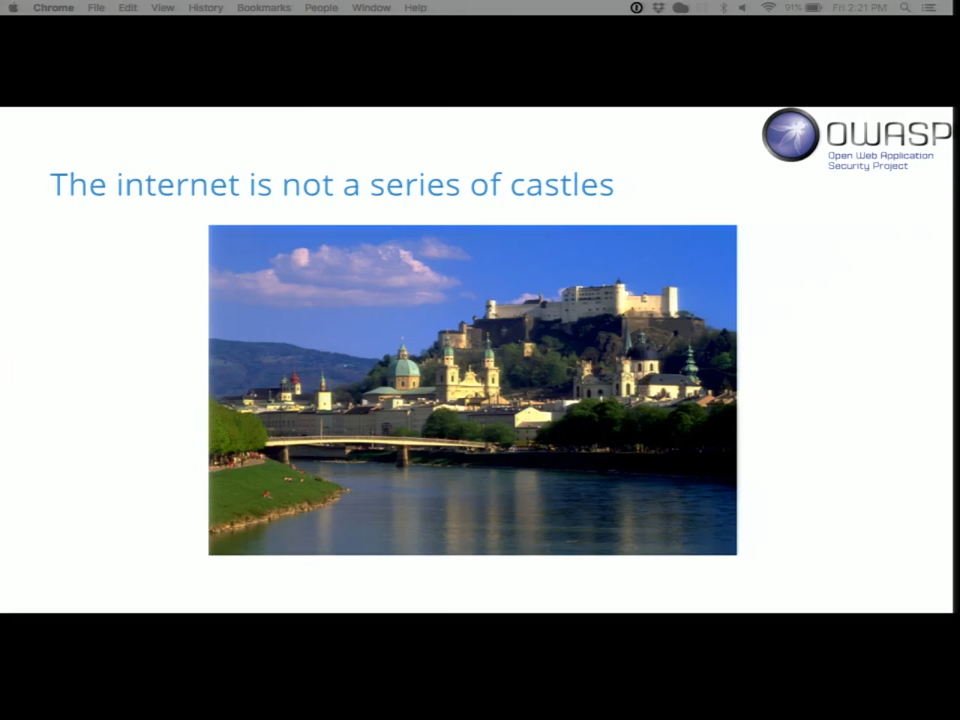 Chrome File Edit View History Bookmarks People Window Help 91% Fri 2:21 PM
OWASP
Open Web Application
Security Project
The internet is not a series of castles